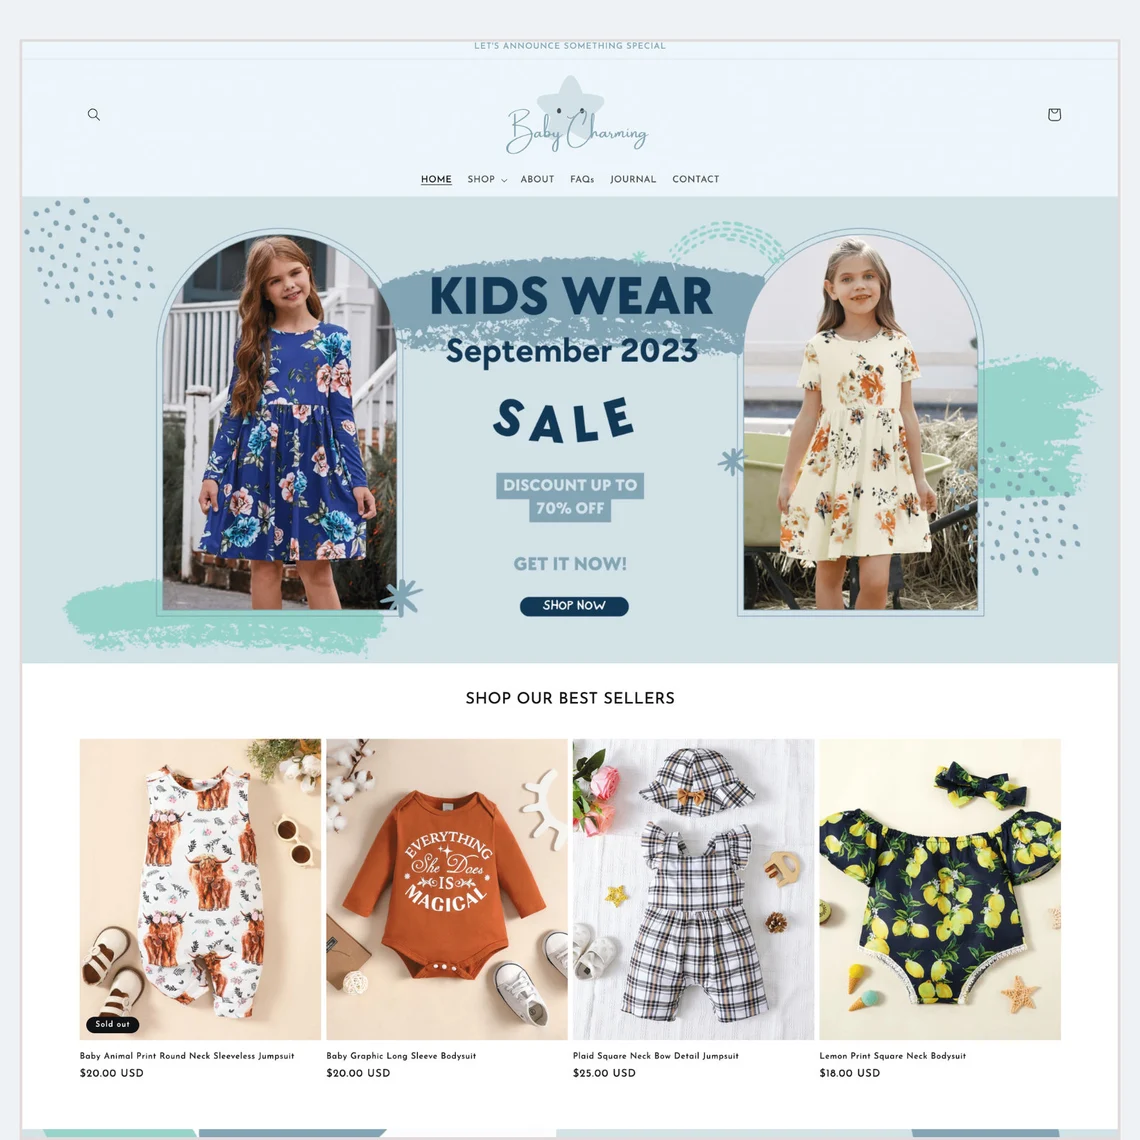 LET'S ANNOUNCE SOMETHING SPECIAL
Baby Charming
HOME SHOP ABOUT FAQs JOURNAL CONTACT
KIDS WEAR
September 2023
SALE
DISCOUNT UP TO
70% OFF
GET IT NOW!
SHOP NOW
SHOP OUR BEST SELLERS
EVERYTHING
She Does
IS
MAGICAL
Sold out
Baby Animal Print Round Neck Sleeveless Jumpsuit
$20.00 USD
Baby Graphic Long Sleeve Bodysuit
$20.00 USD
Plaid Square Neck Bow Detail Jumpsuit
$25.00 USD
Lemon Print Square Neck Bodysuit
$18.00 USD